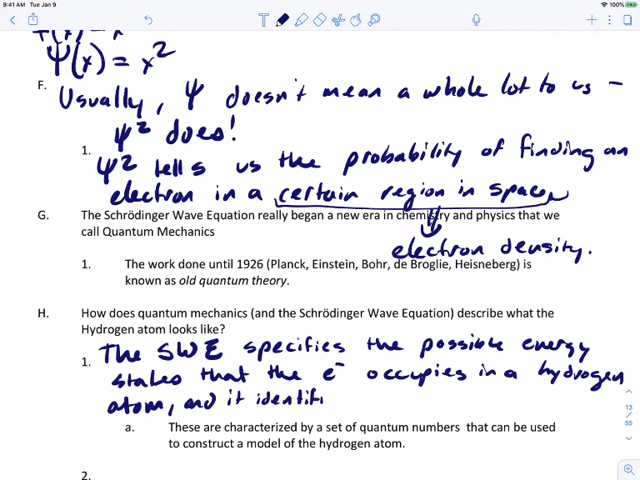 9:41 AM Tue Jan 9
100%
Ψ(x) = x²
F. Usually, Ψ doesn't mean a whole lot to us –
Ψ² does!
1. Ψ² tells us the probability of finding an
electron in a certain region in space
G. The Schrödinger Wave Equation really began a new era in chemistry and physics that we
call Quantum Mechanics
electron density.
1. The work done until 1926 (Planck, Einstein, Bohr, de Broglie, Heisneberg) is
known as old quantum theory.
H. How does quantum mechanics (and the Schrödinger Wave Equation) describe what the
Hydrogen atom looks like?
1. The SWE specifies the possible energy
states that the e⁻ occupies in a hydrogen
atom, and it identifi
a. These are characterized by a set of quantum numbers that can be used
to construct a model of the hydrogen atom.
2.
13
55